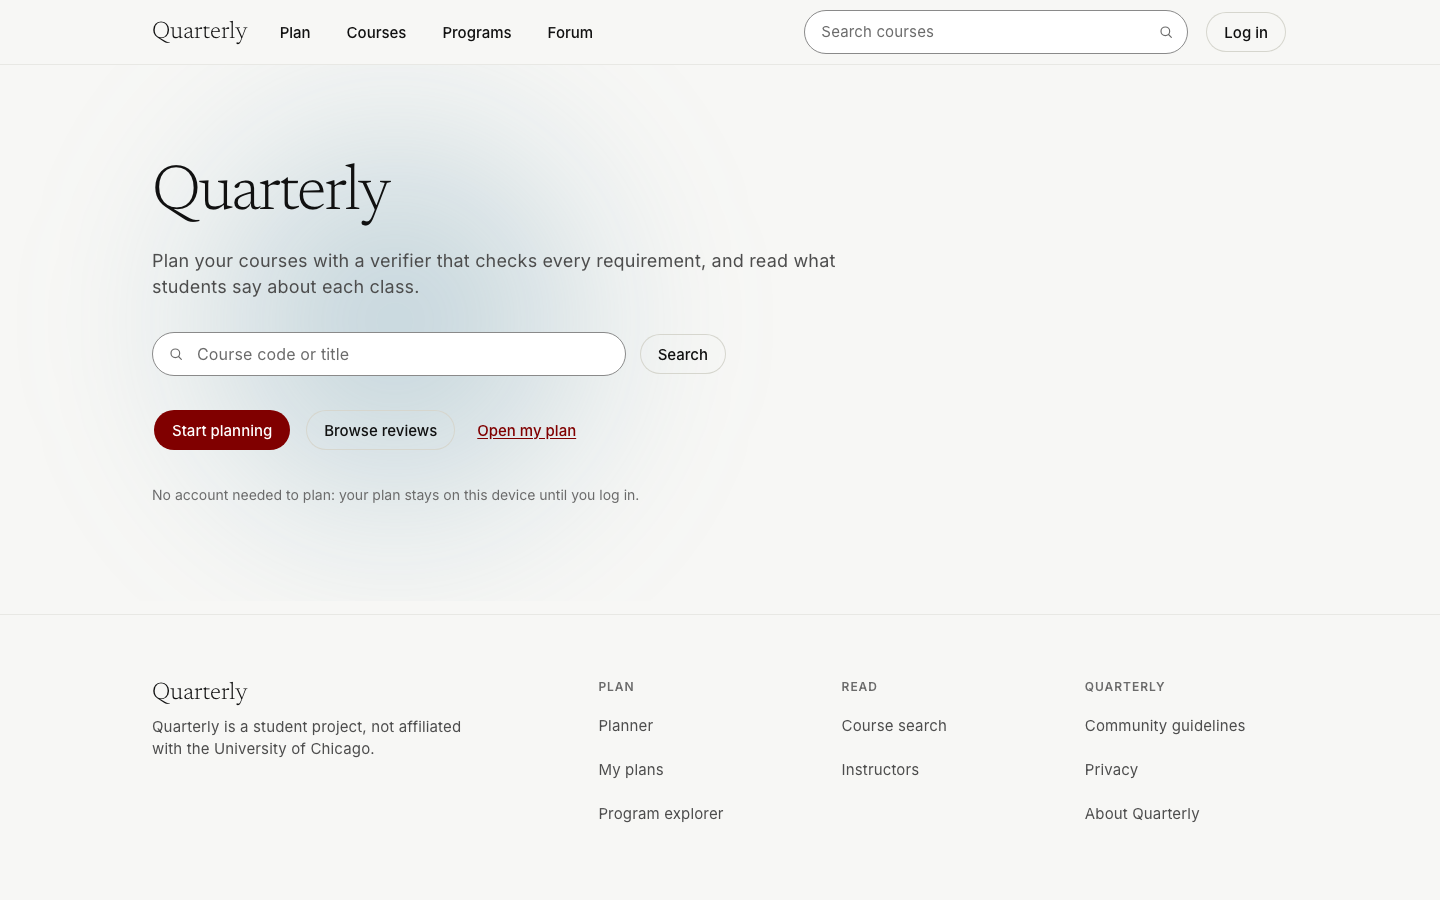 Quarterly
Plan
Courses
Programs
Forum
Search courses
Log in
Quarterly
Plan your courses with a verifier that checks every requirement, and read what
students say about each class.
Course code or title
Search
Start planning
Browse reviews
Open my plan
No account needed to plan: your plan stays on this device until you log in.
Quarterly
Quarterly is a student project, not affiliated
with the University of Chicago.
PLAN
Planner
My plans
Program explorer
READ
Course search
Instructors
QUARTERLY
Community guidelines
Privacy
About Quarterly